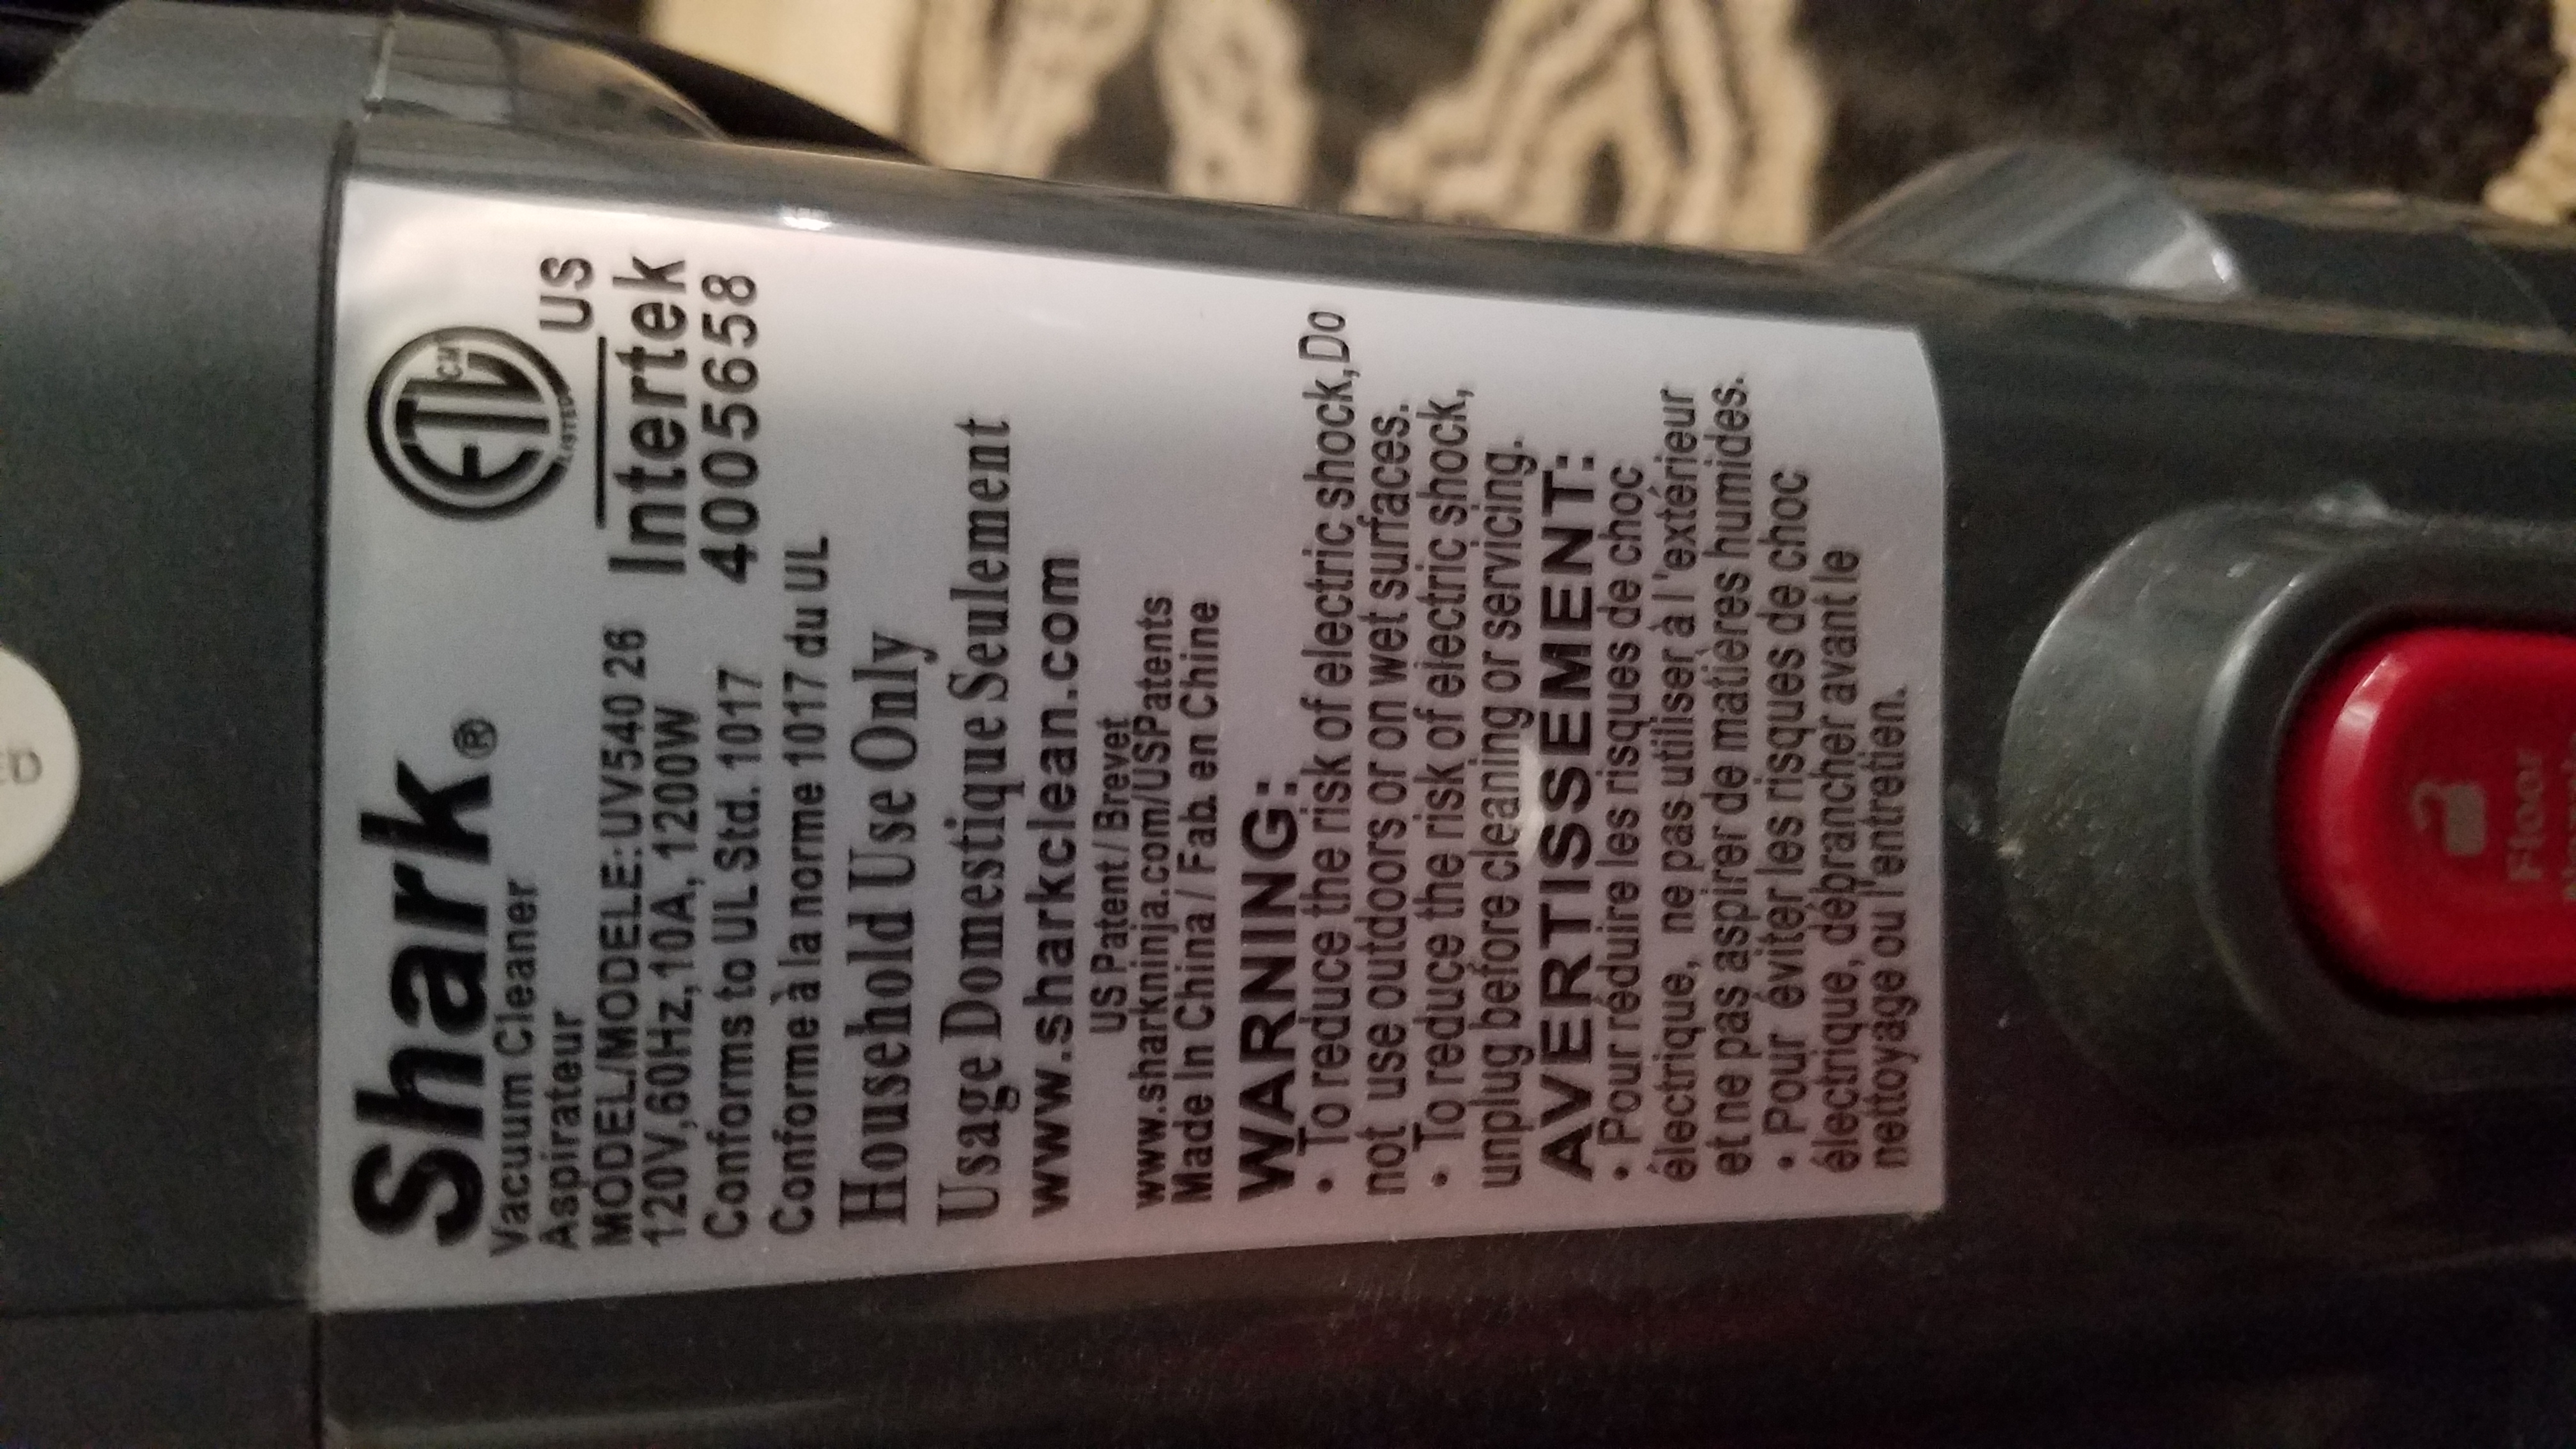 Shark®
Vacuum Cleaner
Aspirateur
MODEL/MODELE:UV540 26
120V,60Hz,10A, 1200W
Conforms to UL Std. 1017
Conforme à la norme 1017 du UL
ETL CM
LISTED
US
Intertek
4005658
Household Use Only
Usage Domestique Seulement
www.sharkclean.com
US Patent / Brevet
www.sharkninja.com/USPatents
Made In China / Fab. en Chine
WARNING:
• To reduce the risk of electric shock,Do
not use outdoors or on wet surfaces.
• To reduce the risk of electric shock,
unplug before cleaning or servicing.
AVERTISSEMENT:
• Pour réduire les risques de choc
électrique, ne pas utiliser à l'extérieur
et ne pas aspirer de matières humides.
• Pour éviter les risques de choc
électrique, débrancher avant le
nettoyage ou l'entretien.
Floor